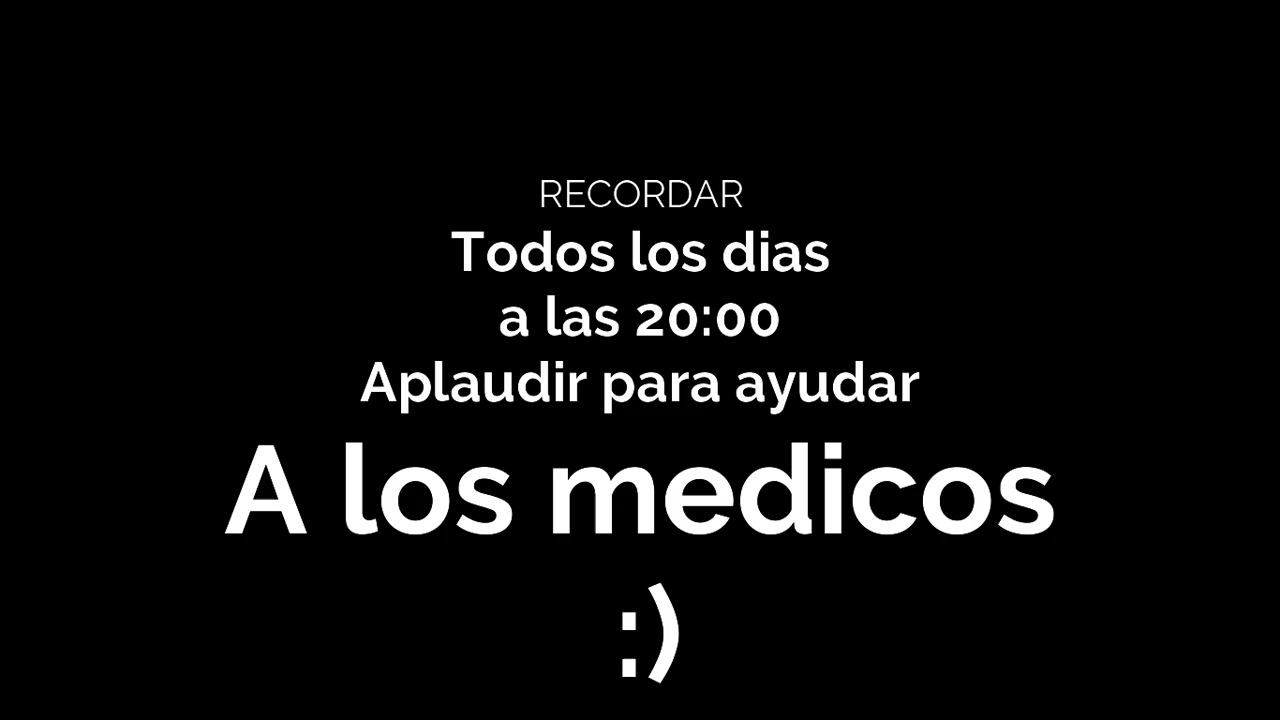 RECORDAR
Todos los dias
a las 20:00
Aplaudir para ayudar
A los medicos
:)